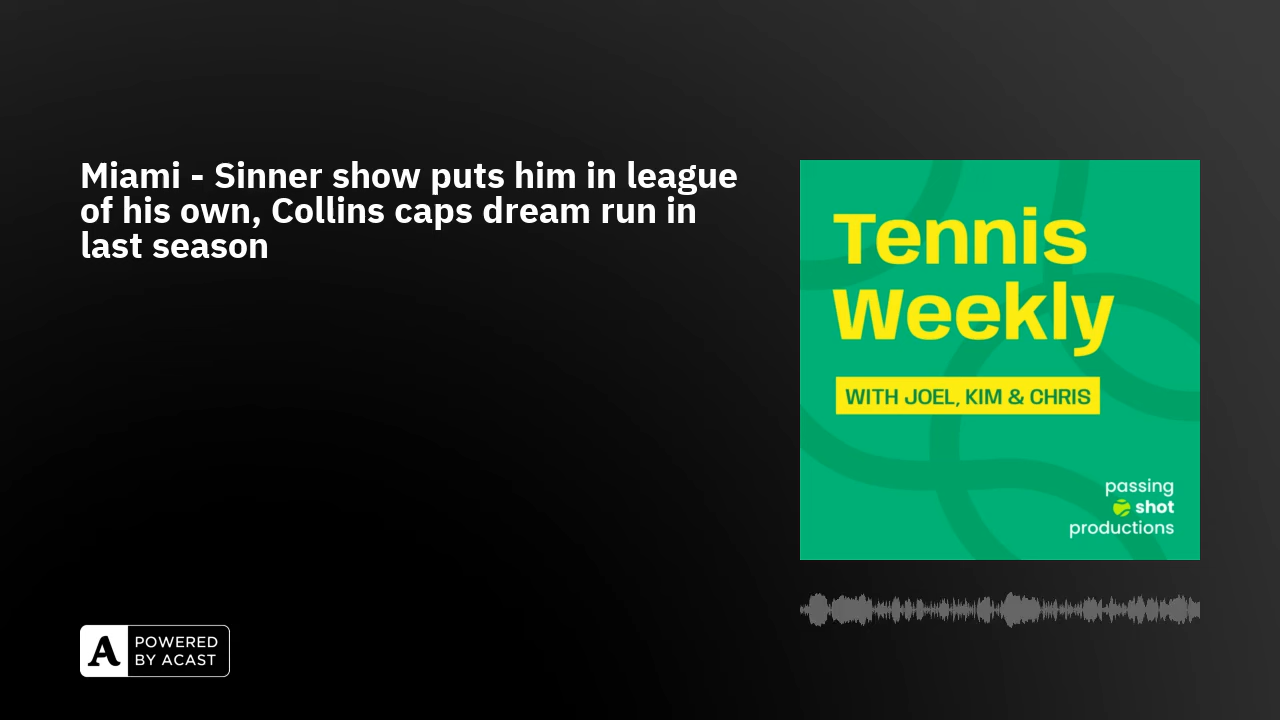 Miami - Sinner show puts him in league
of his own, Collins caps dream run in
last season
Tennis
Weekly
WITH JOEL, KIM & CHRIS
passing
shot
productions
A POWERED
BY ACAST